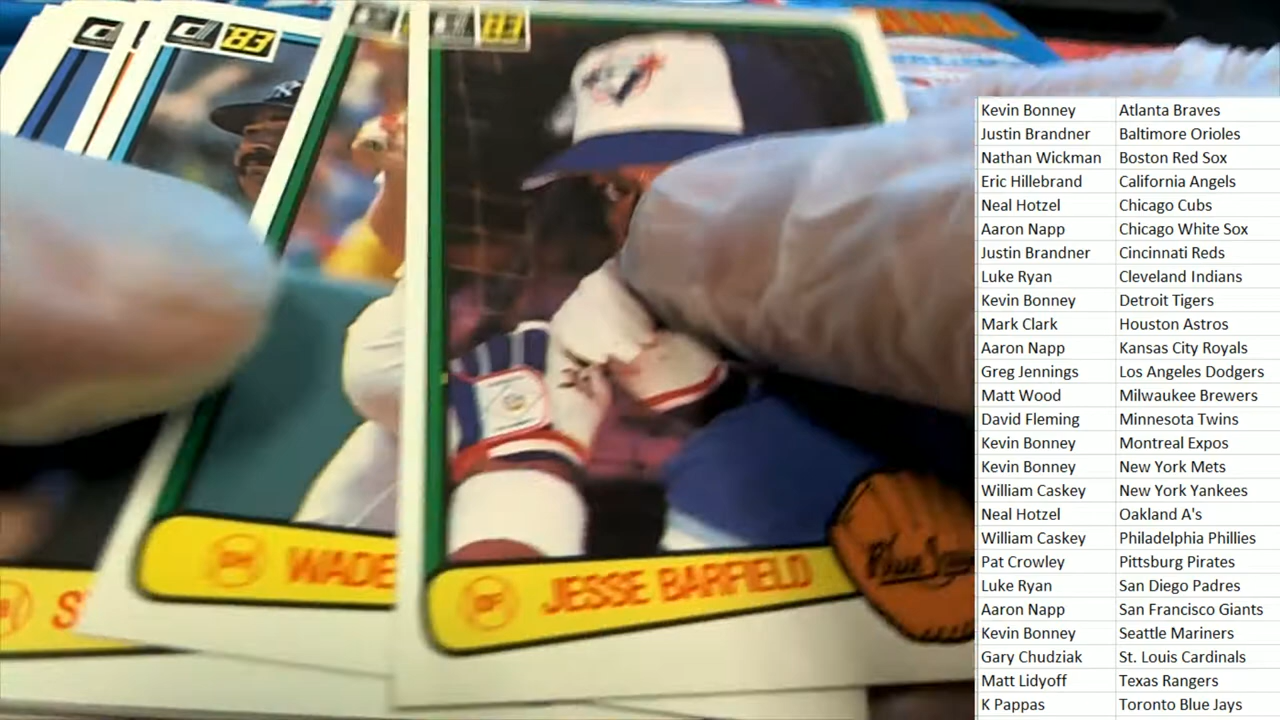 '83
'83
OF JESSE BARFIELD
Blue
DH WADE
S
Kevin Bonney Atlanta Braves
Justin Brandner Baltimore Orioles
Nathan Wickman Boston Red Sox
Eric Hillebrand California Angels
Neal Hotzel Chicago Cubs
Aaron Napp Chicago White Sox
Justin Brandner Cincinnati Reds
Luke Ryan Cleveland Indians
Kevin Bonney Detroit Tigers
Mark Clark Houston Astros
Aaron Napp Kansas City Royals
Greg Jennings Los Angeles Dodgers
Matt Wood Milwaukee Brewers
David Fleming Minnesota Twins
Kevin Bonney Montreal Expos
Kevin Bonney New York Mets
William Caskey New York Yankees
Neal Hotzel Oakland A's
William Caskey Philadelphia Phillies
Pat Crowley Pittsburg Pirates
Luke Ryan San Diego Padres
Aaron Napp San Francisco Giants
Kevin Bonney Seattle Mariners
Gary Chudziak St. Louis Cardinals
Matt Lidyoff Texas Rangers
K Pappas Toronto Blue Jays